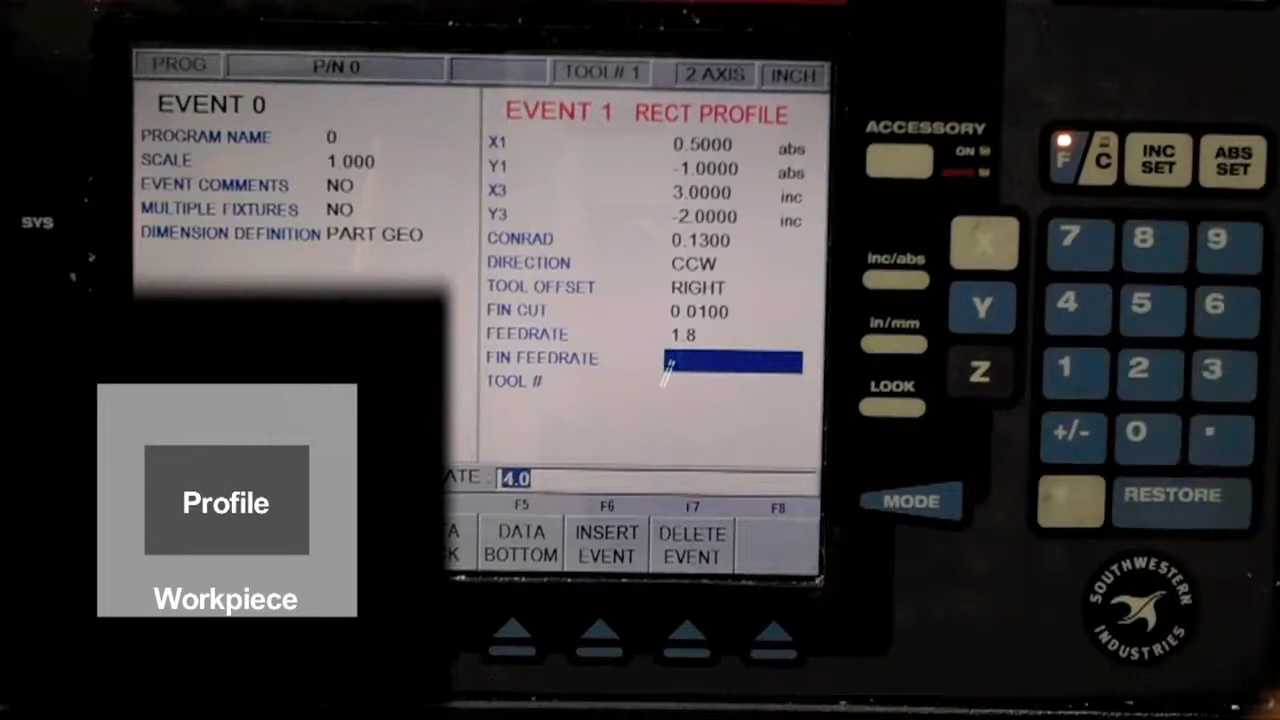 PROG P/N 0 TOOL# 1 2 AXIS INCH
EVENT 0
PROGRAM NAME 0
SCALE 1.000
EVENT COMMENTS NO
MULTIPLE FIXTURES NO
DIMENSION DEFINITION PART GEO
EVENT 1 RECT PROFILE
X1 0.5000 abs
Y1 -1.0000 abs
X3 3.0000 inc
Y3 -2.0000 inc
CONRAD 0.1300
DIRECTION CCW
TOOL OFFSET RIGHT
FIN CUT 0.0100
FEEDRATE 1.8
FIN FEEDRATE
TOOL #
ATE : 4.0
F5 F6 F7 F8
DATA BOTTOM
INSERT EVENT
DELETE EVENT
Profile
Workpiece
SYS
ACCESSORY
ON
F/C
INC SET
ABS SET
inc/abs
in/mm
LOOK
MODE
X
Y
Z
7 8 9
4 5 6
1 2 3
+/- 0 .
RESTORE
SOUTHWESTERN
INDUSTRIES